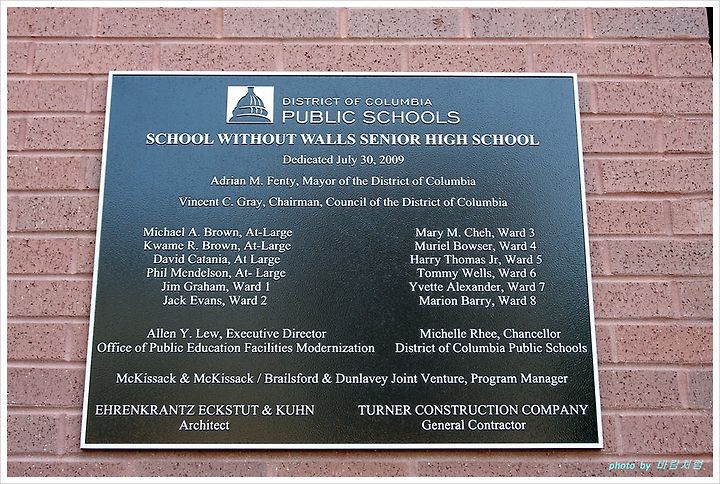 DISTRICT OF COLUMBIA
PUBLIC SCHOOLS
SCHOOL WITHOUT WALLS SENIOR HIGH SCHOOL
Dedicated July 30, 2009
Adrian M. Fenty, Mayor of the District of Columbia
Vincent C. Gray, Chairman, Council of the District of Columbia
Michael A. Brown, At-Large
Kwame R. Brown, At-Large
David Catania, At Large
Phil Mendelson, At- Large
Jim Graham, Ward 1
Jack Evans, Ward 2
Mary M. Cheh, Ward 3
Muriel Bowser, Ward 4
Harry Thomas Jr, Ward 5
Tommy Wells, Ward 6
Yvette Alexander, Ward 7
Marion Barry, Ward 8
Allen Y. Lew, Executive Director
Office of Public Education Facilities Modernization
Michelle Rhee, Chancellor
District of Columbia Public Schools
McKissack & McKissack / Brailsford & Dunlavey Joint Venture, Program Manager
EHRENKRANTZ ECKSTUT & KUHN
Architect
TURNER CONSTRUCTION COMPANY
General Contractor
photo by 바람처럼